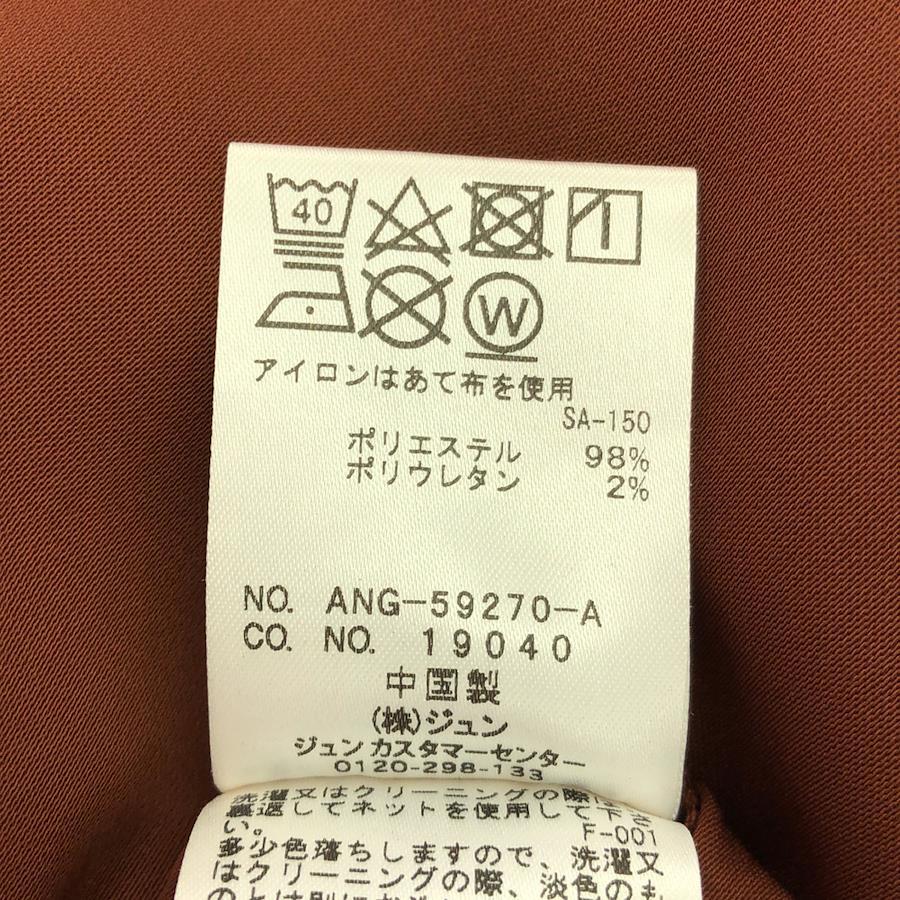 40
W
アイロンはあて布を使用
SA-150
ポリエステル 98%
ポリウレタン 2%
NO. ANG-59270-A
CO. NO. 19040
中国製
(株)ジュン
ジュンカスタマーセンター
0120-298-133
洗濯又はクリーニングの際は
裏返してネットを使用して下さ
い。
F-001
多少色落ちしますので、洗濯又
はクリーニングの際、淡色のも
のとは別に